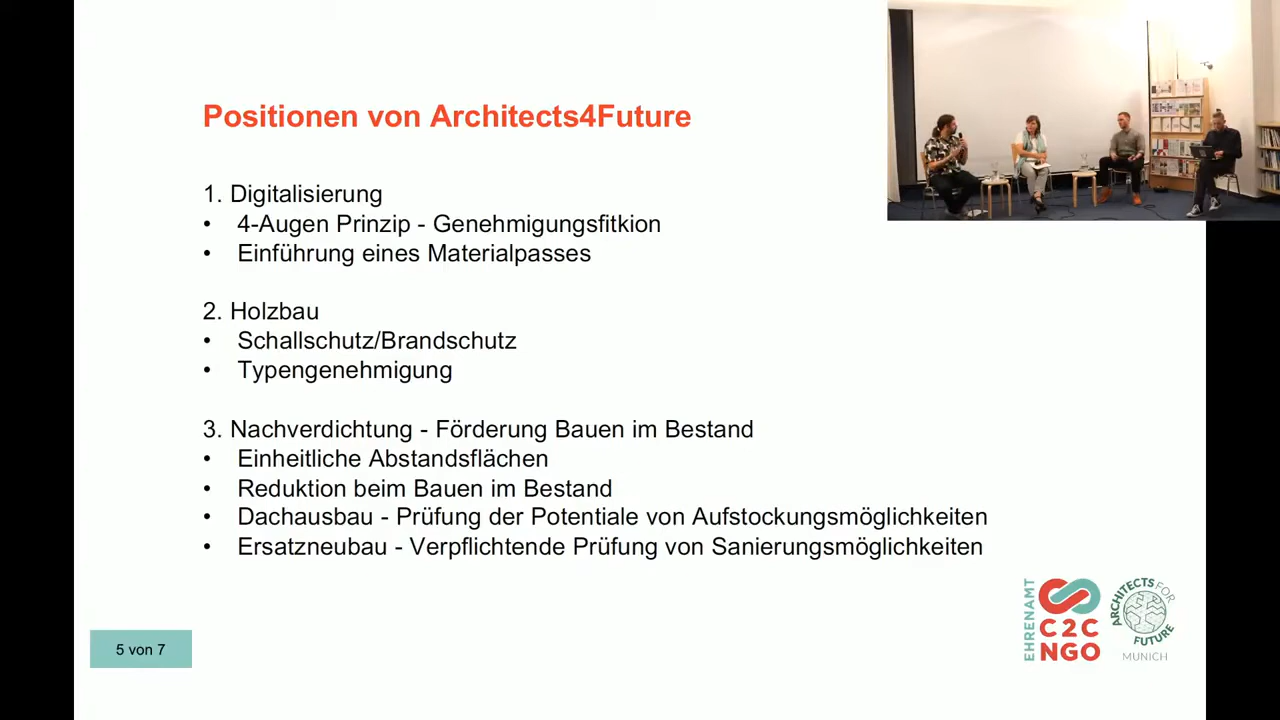 Positionen von Architects4Future
1. Digitalisierung
• 4-Augen Prinzip - Genehmigungsfitkion
• Einführung eines Materialpasses
2. Holzbau
• Schallschutz/Brandschutz
• Typengenehmigung
3. Nachverdichtung - Förderung Bauen im Bestand
• Einheitliche Abstandsflächen
• Reduktion beim Bauen im Bestand
• Dachausbau - Prüfung der Potentiale von Aufstockungsmöglichkeiten
• Ersatzneubau - Verpflichtende Prüfung von Sanierungsmöglichkeiten
5 von 7
EHRENAMT
C2C
NGO
ARCHITECTS FOR
FUTURE
MUNICH